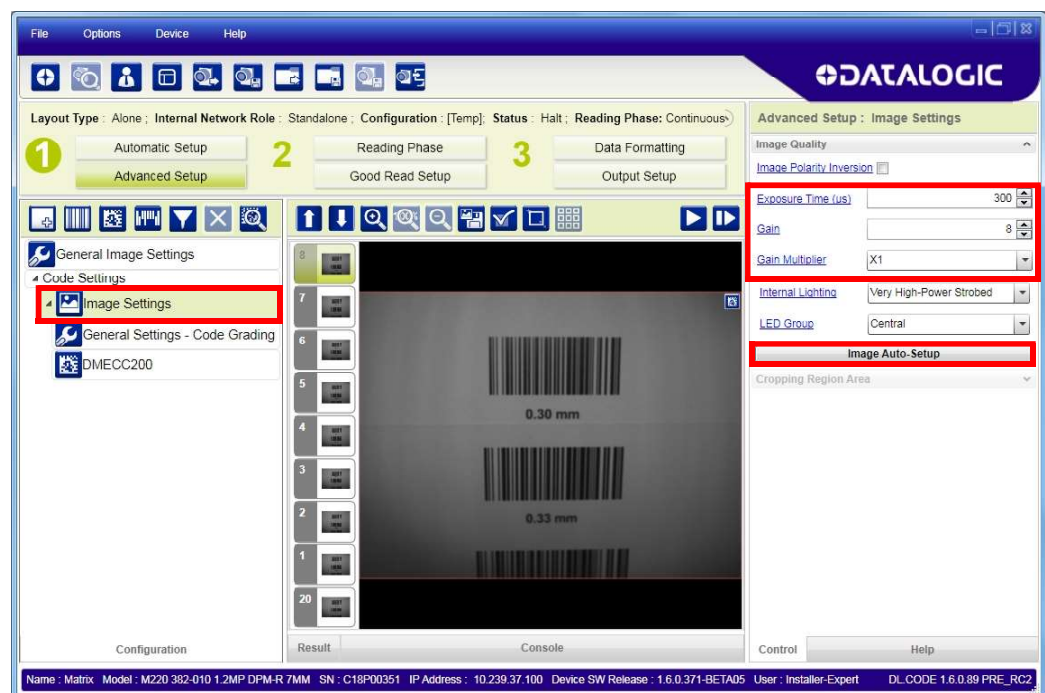 File Options Device Help
DATALOGIC
Layout Type : Alone ; Internal Network Role : Standalone ; Configuration : [Temp]; Status : Halt ; Reading Phase: Continuous
1 Automatic Setup 2 Reading Phase 3 Data Formatting
Advanced Setup Good Read Setup Output Setup
General Image Settings
Code Settings
Image Settings
General Settings - Code Grading
DMECC200
Configuration
8
7
6
5
4
3
2
1
20
0.30 mm
0.33 mm
Result Console
Advanced Setup : Image Settings
Image Quality
Image Polarity Inversion
Exposure Time (us) 300
Gain 8
Gain Multiplier X1
Internal Lighting Very High-Power Strobed
LED Group Central
Image Auto-Setup
Cropping Region Area
Control Help
Name : Matrix Model : M220 382-010 1.2MP DPM-R 7MM SN : C18P00351 IP Address : 10.239.37.100 Device SW Release : 1.6.0.371-BETA05 User : Installer-Expert DL.CODE 1.6.0.89 PRE_RC2